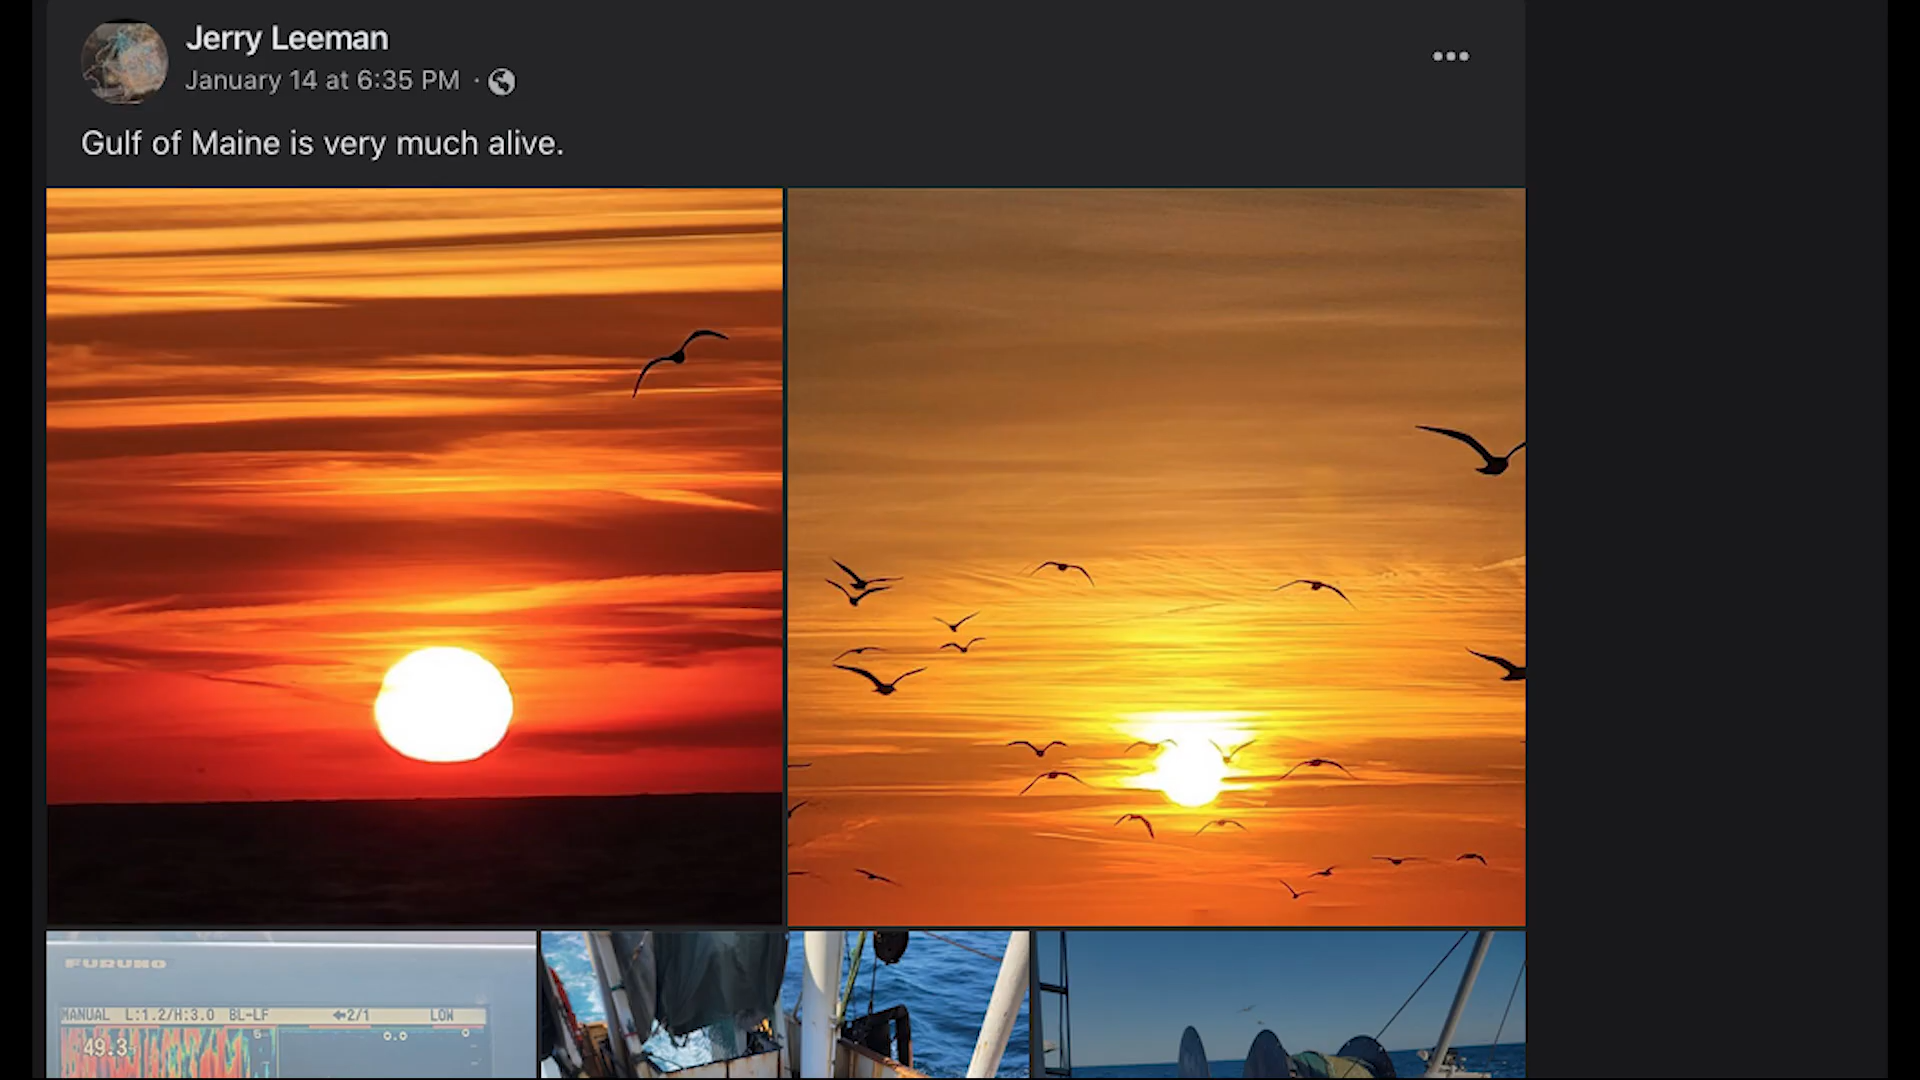 Jerry Leeman
January 14 at 6:35 PM ·
Gulf of Maine is very much alive.
FURUNO
MANUAL L:1.2/H:3.0 BL-LF 2/1 LOW
49.3 0.0 0